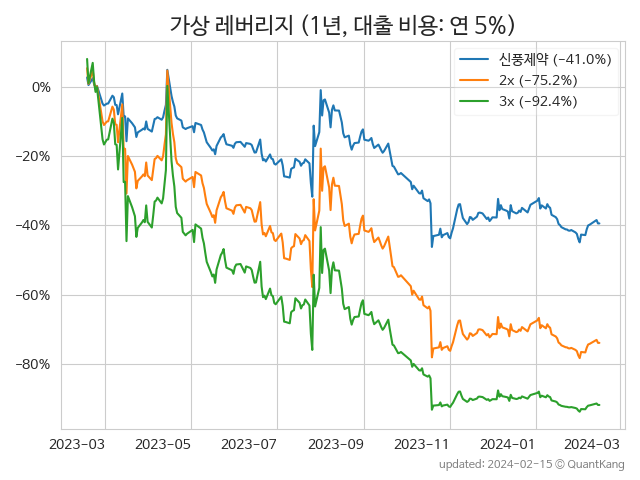 가상 레버리지 (1년, 대출 비용: 연 5%)
신풍제약 (−41.0%)
2x (−75.2%)
3x (−92.4%)
0%
−20%
−40%
−60%
−80%
2023-03 2023-05 2023-07 2023-09 2023-11 2024-01 2024-03
updated: 2024-02-15 © QuantKang